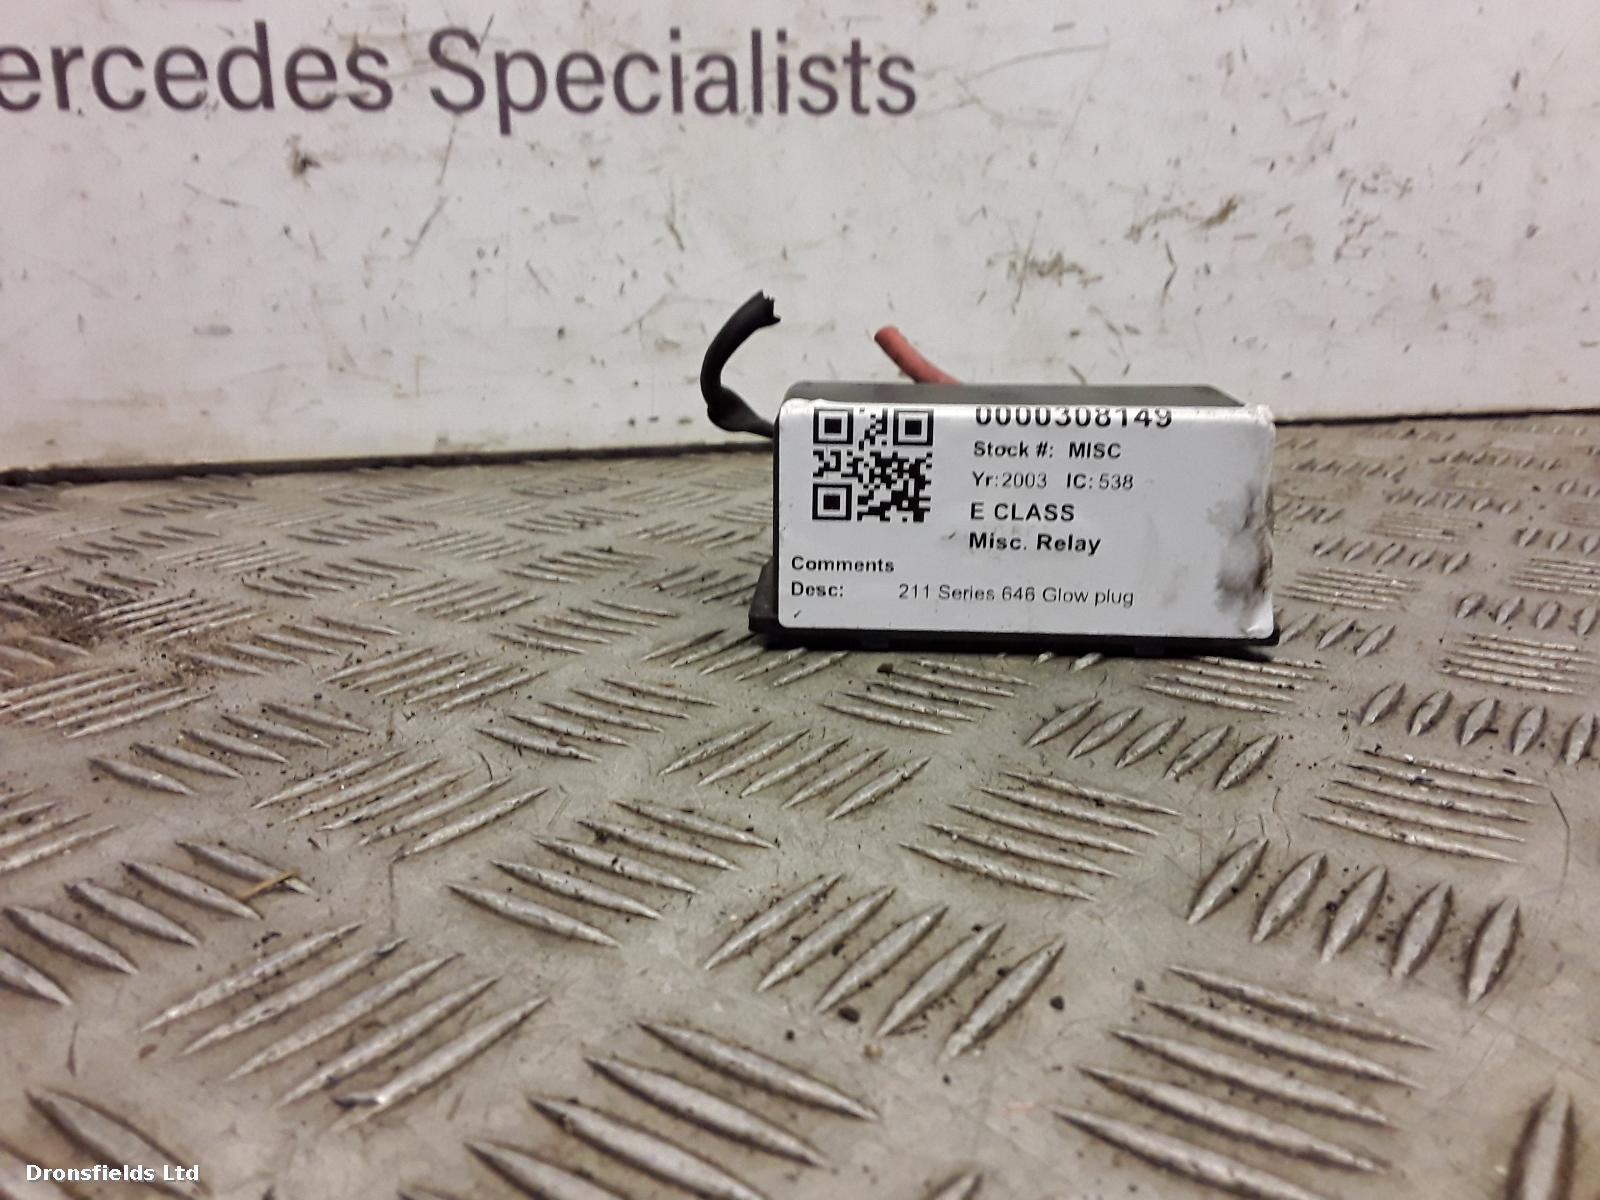 ercedes Specialists
0000308149
Stock #: MISC
Yr:2003 IC:538
E CLASS
Misc. Relay
Comments
Desc: 211 Series 646 Glow plug
Dronsfields Ltd